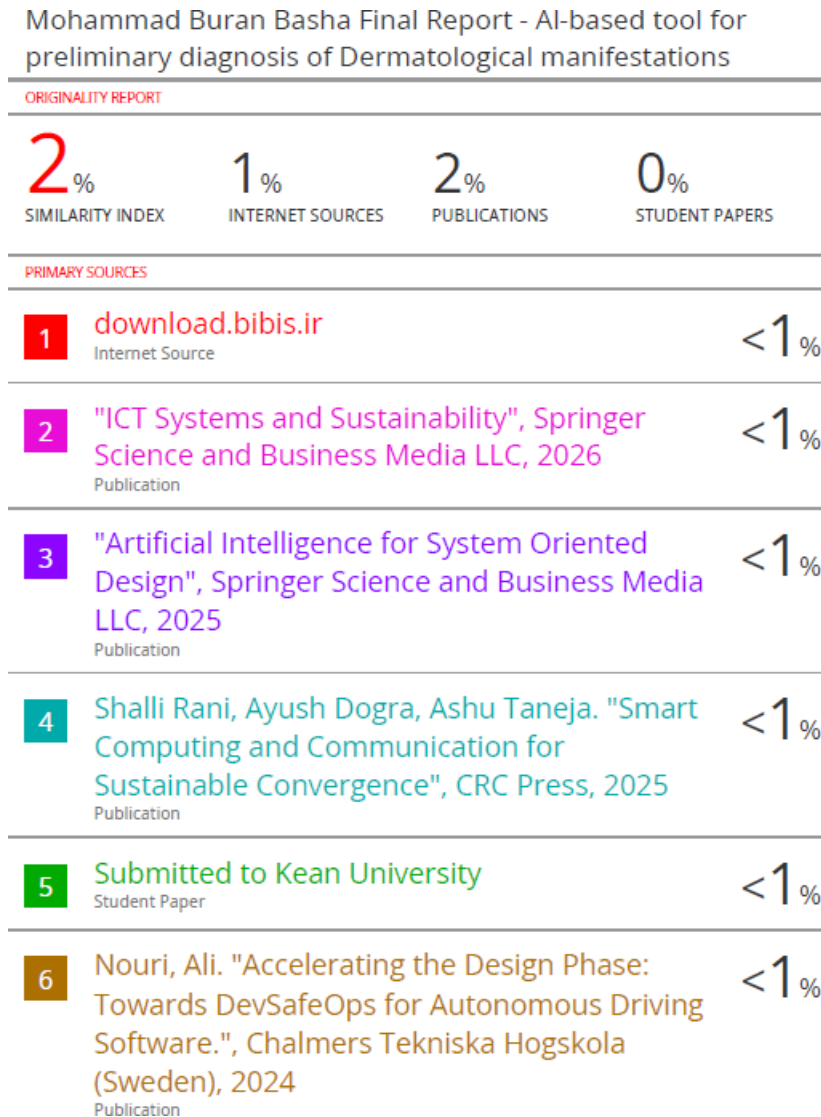 Mohammad Buran Basha Final Report - AI-based tool for
preliminary diagnosis of Dermatological manifestations
ORIGINALITY REPORT
2% 1% 2% 0%
SIMILARITY INDEX INTERNET SOURCES PUBLICATIONS STUDENT PAPERS
PRIMARY SOURCES
1 download.bibis.ir <1%
Internet Source
2 "ICT Systems and Sustainability", Springer <1%
Science and Business Media LLC, 2026
Publication
3 "Artificial Intelligence for System Oriented <1%
Design", Springer Science and Business Media
LLC, 2025
Publication
4 Shalli Rani, Ayush Dogra, Ashu Taneja. "Smart <1%
Computing and Communication for
Sustainable Convergence", CRC Press, 2025
Publication
5 Submitted to Kean University <1%
Student Paper
6 Nouri, Ali. "Accelerating the Design Phase: <1%
Towards DevSafeOps for Autonomous Driving
Software.", Chalmers Tekniska Hogskola
(Sweden), 2024
Publication